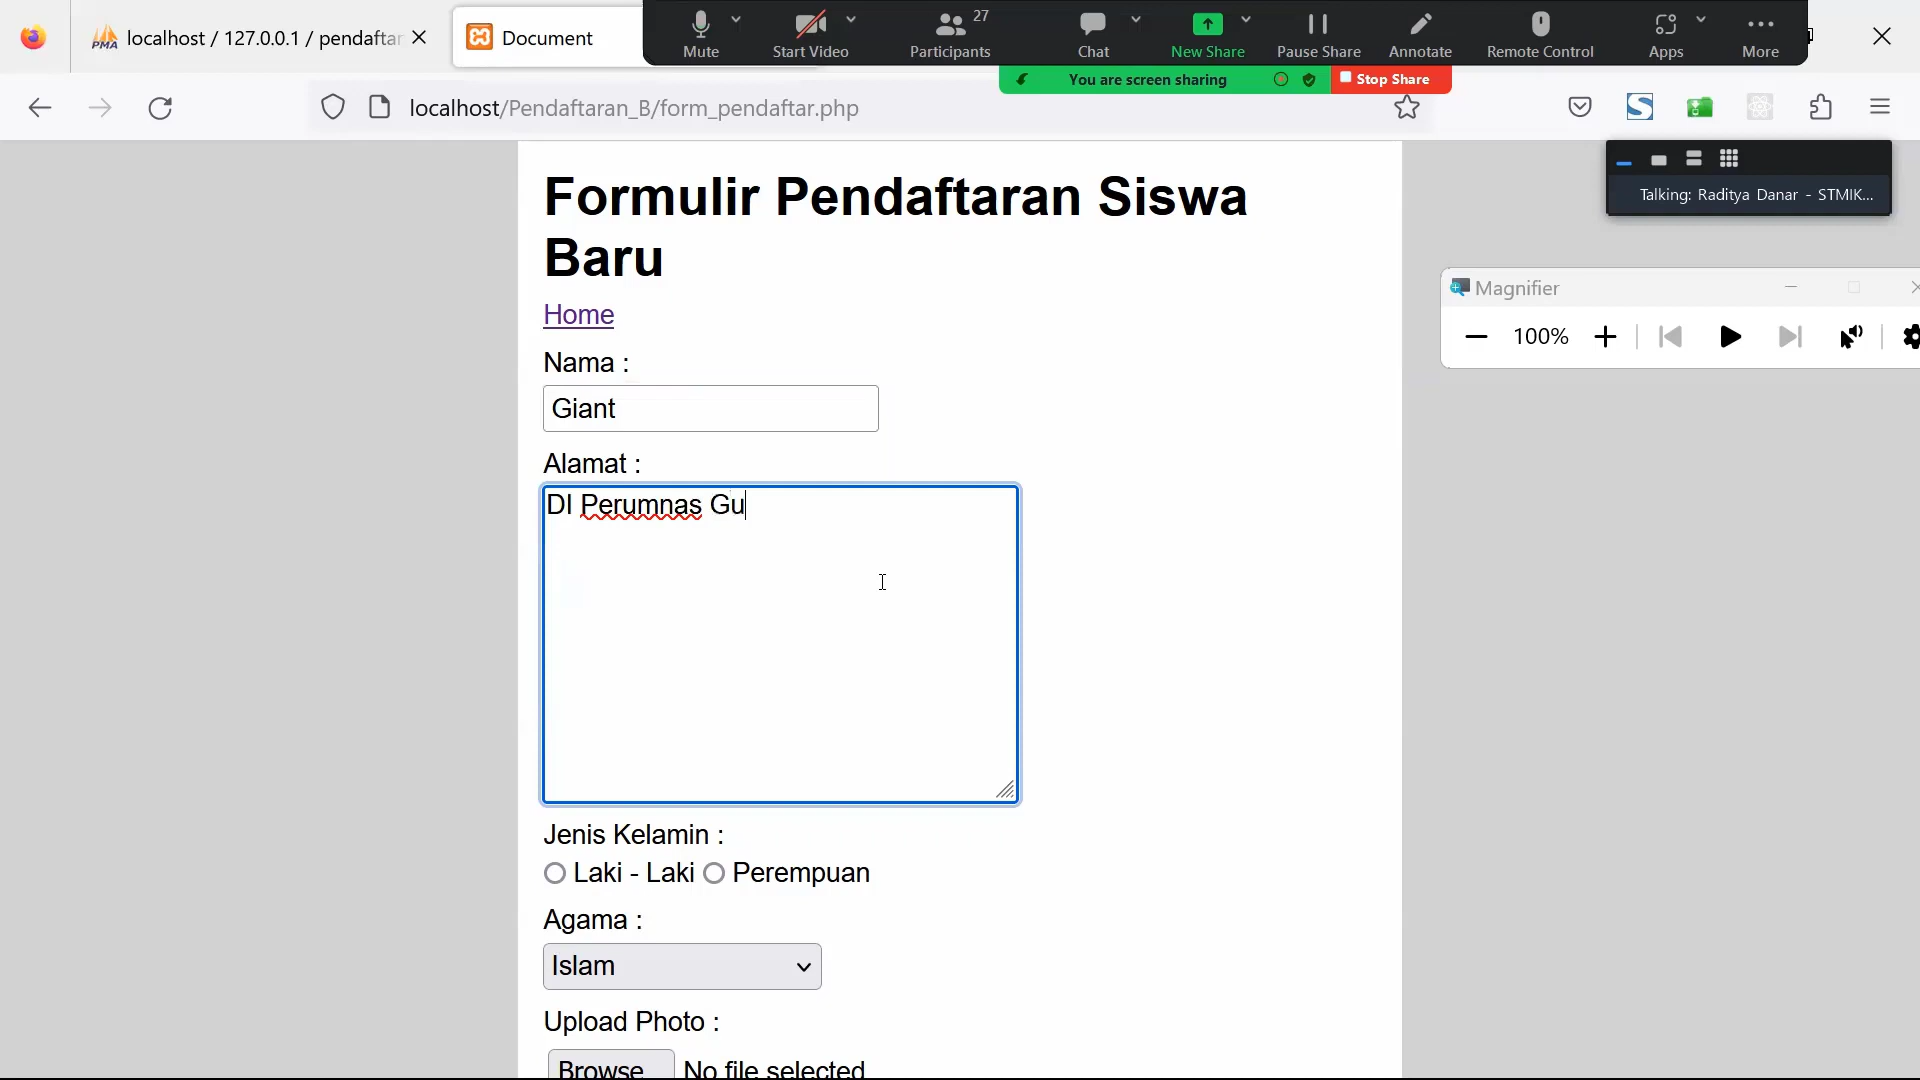 PMA localhost / 127.0.0.1 / pendaftar
Document
Mute
Start Video
27
Participants
Chat
New Share
Pause Share
Annotate
Remote Control
Apps
More
You are screen sharing
Stop Share
localhost/Pendaftaran_B/form_pendaftar.php
Talking: Raditya Danar - STMIK...
Magnifier
100%
Formulir Pendaftaran Siswa
Baru
Home
Nama :
Giant
Alamat :
DI Perumnas Gu
Jenis Kelamin :
Laki - Laki Perempuan
Agama :
Islam
Upload Photo :
Browse... No file selected